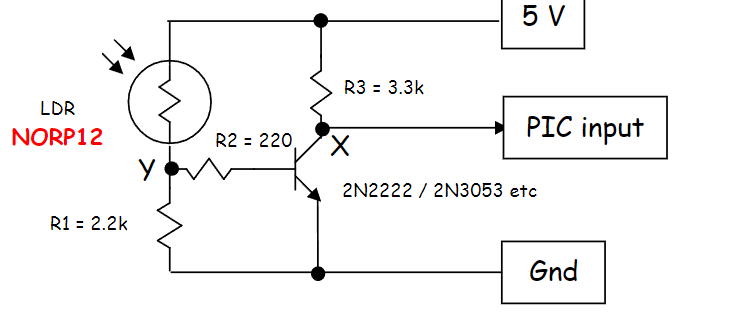 5 V
R3 = 3.3k
LDR
NORP12
PIC input
R2 = 220
X
Y
2N2222 / 2N3053 etc
R1 = 2.2k
Gnd